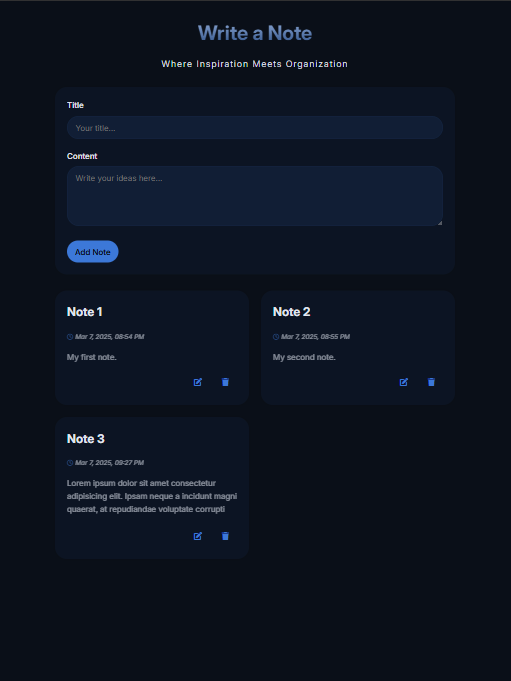 Write a Note
Where Inspiration Meets Organization
Title
Your title...
Content
Write your ideas here...
Add Note
Note 1
Mar 7, 2025, 08:54 PM
My first note.
Note 2
Mar 7, 2025, 08:55 PM
My second note.
Note 3
Mar 7, 2025, 09:27 PM
Lorem ipsum dolor sit amet consectetur
adipisicing elit. Ipsam neque a incidunt magni
quaerat, at repudiandae voluptate corrupti